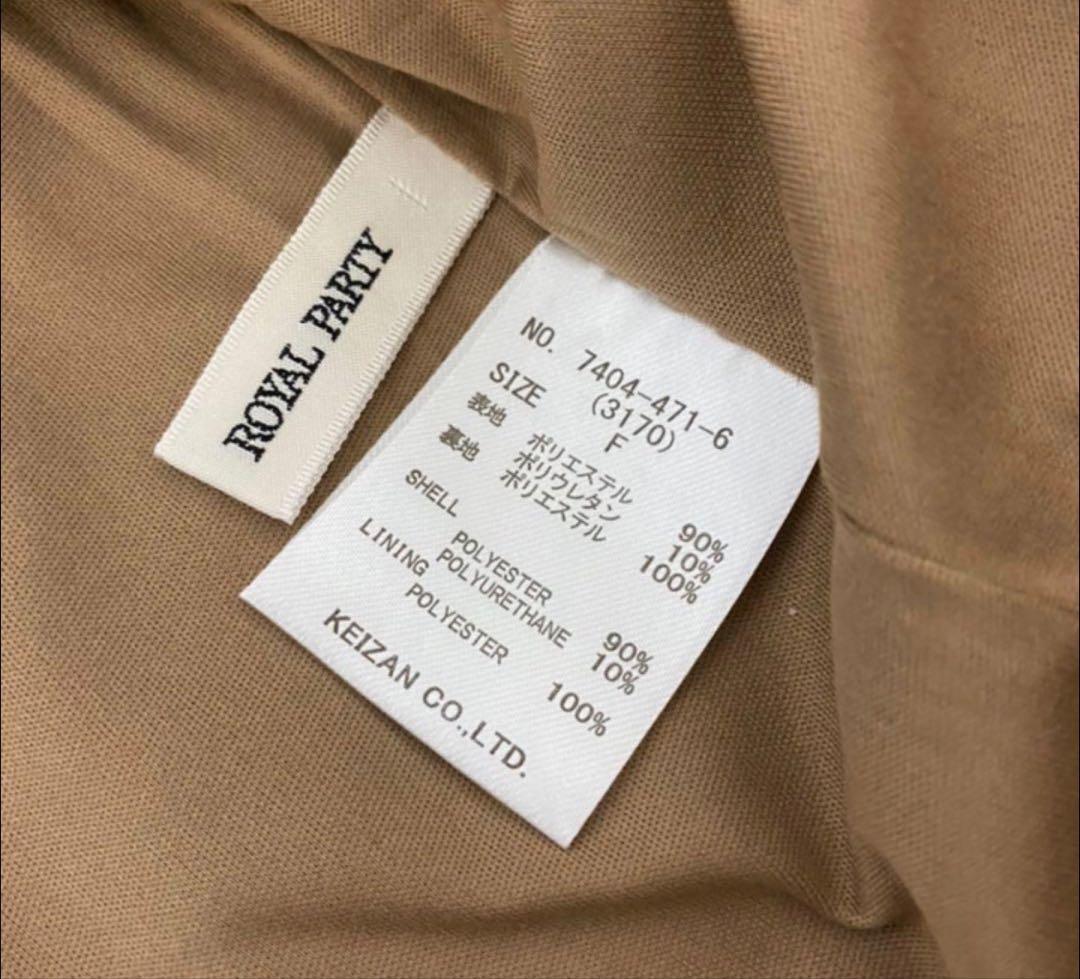 ROYAL PARTY
NO. 7404-471-6
(3170)
SIZE F
表地 ポリエステル 90%
ポリウレタン 10%
裏地 ポリエステル 100%
SHELL
POLYESTER 90%
POLYURETHANE 10%
LINING
POLYESTER 100%
KEIZAN CO.,LTD.